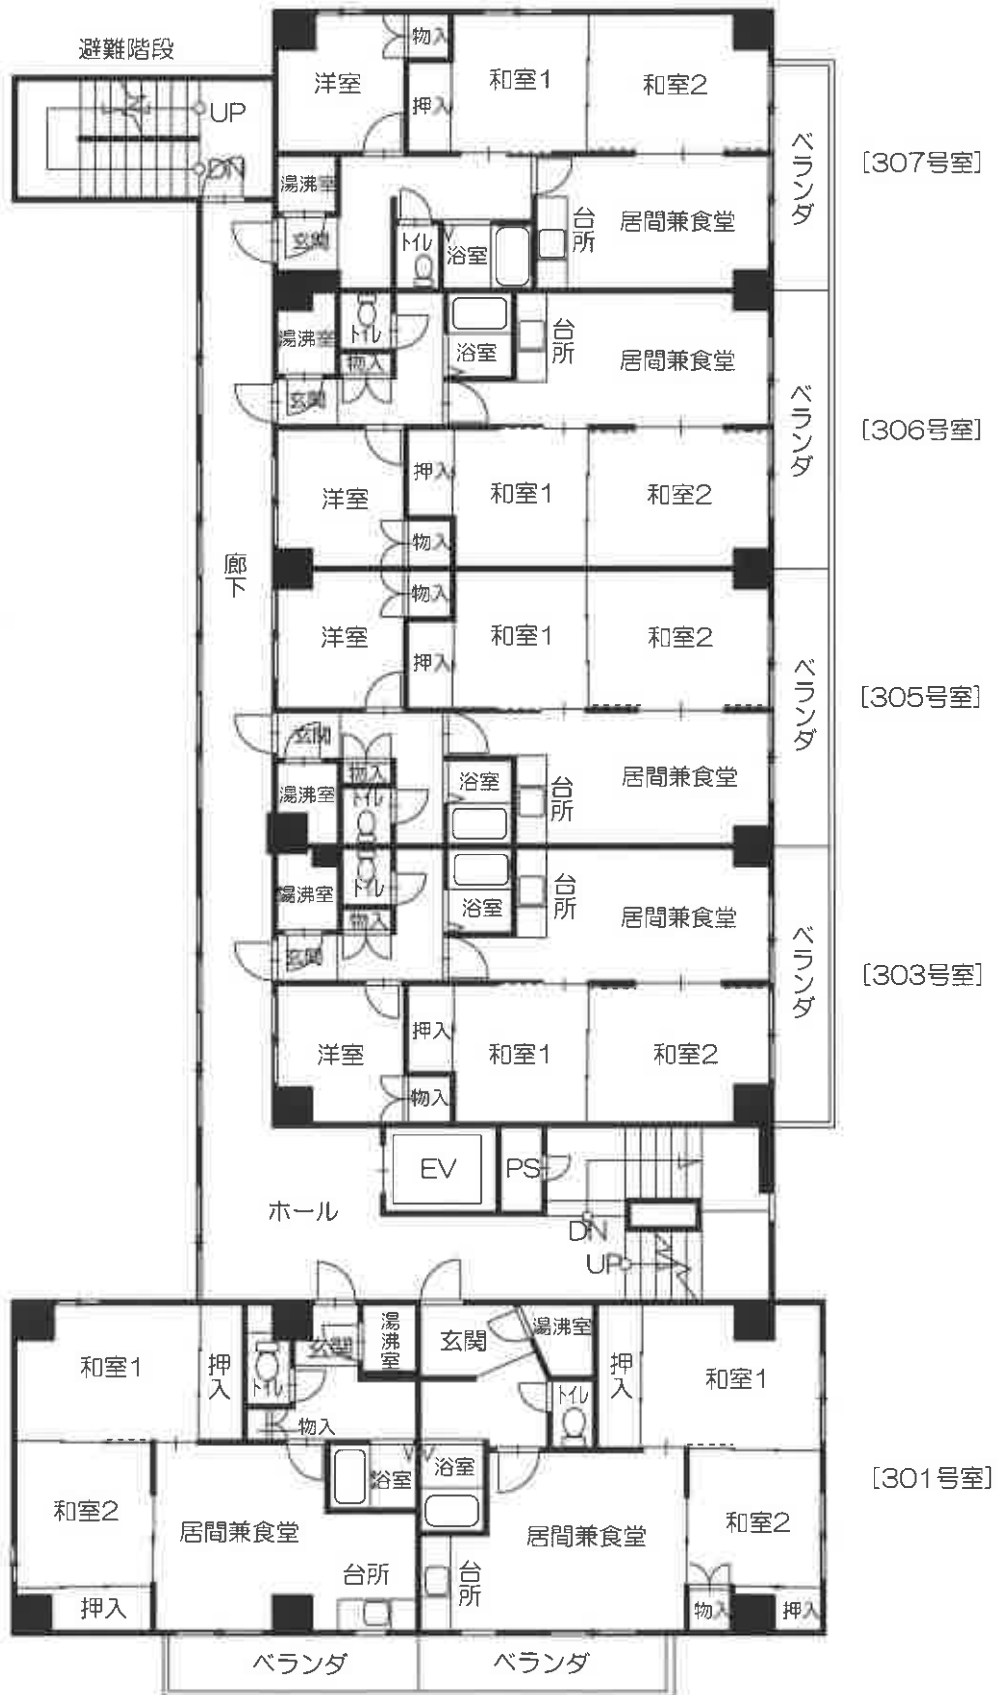 避難階段
UP
DN
洋室
物入
押入
和室1
和室2
ベランダ
[307号室]
湯沸室
玄関
トイレ
浴室
台所
居間兼食堂
湯沸室
トイレ
物入
玄関
浴室
台所
居間兼食堂
ベランダ
[306号室]
洋室
押入
物入
和室1
和室2
廊下
洋室
物入
押入
和室1
和室2
ベランダ
[305号室]
玄関
物入
湯沸室
トイレ
浴室
台所
居間兼食堂
湯沸室
トイレ
物入
玄関
浴室
台所
居間兼食堂
ベランダ
[303号室]
洋室
押入
物入
和室1
和室2
EV
PS
ホール
DN
UP
和室1
押入
トイレ
玄関
湯沸室
物入
和室2
居間兼食堂
浴室
台所
押入
ベランダ
玄関
湯沸室
押入
和室1
トイレ
浴室
居間兼食堂
台所
和室2
物入
押入
ベランダ
[301号室]